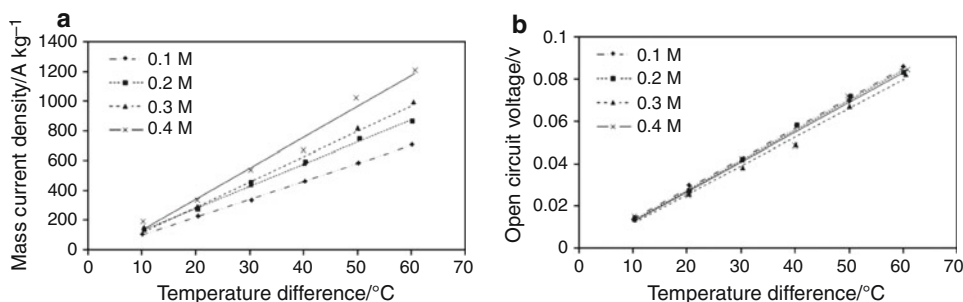 a
Mass current density/A kg⁻¹
1400
1200
1000
800
600
400
200
0
0.1 M
0.2 M
0.3 M
0.4 M
0 10 20 30 40 50 60 70
Temperature difference/°C
b
Open circuit voltage/v
0.1
0.08
0.06
0.04
0.02
0
0.1 M
0.2 M
0.3 M
0.4 M
0 10 20 30 40 50 60 70
Temperature difference/°C